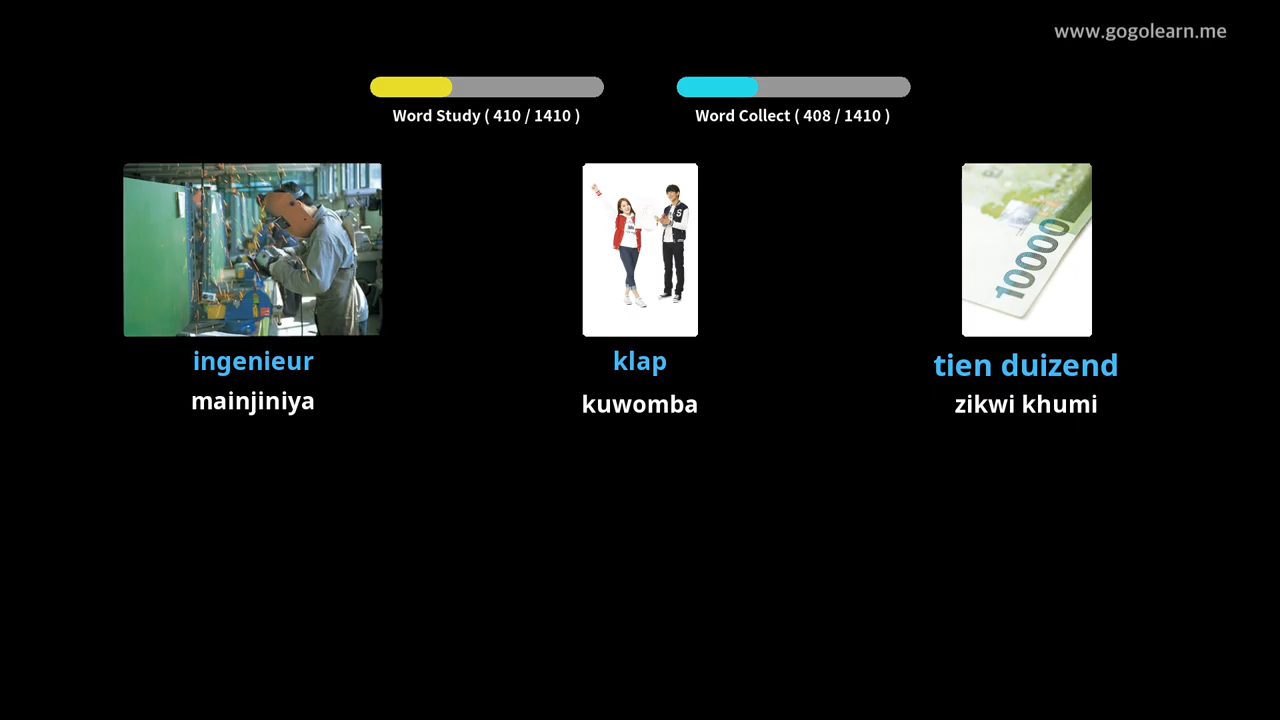 www.gogolearn.me
Word Study ( 410 / 1410 )
Word Collect ( 408 / 1410 )
10000
ingenieur
klap
tien duizend
mainjiniya
kuwomba
zikwi khumi